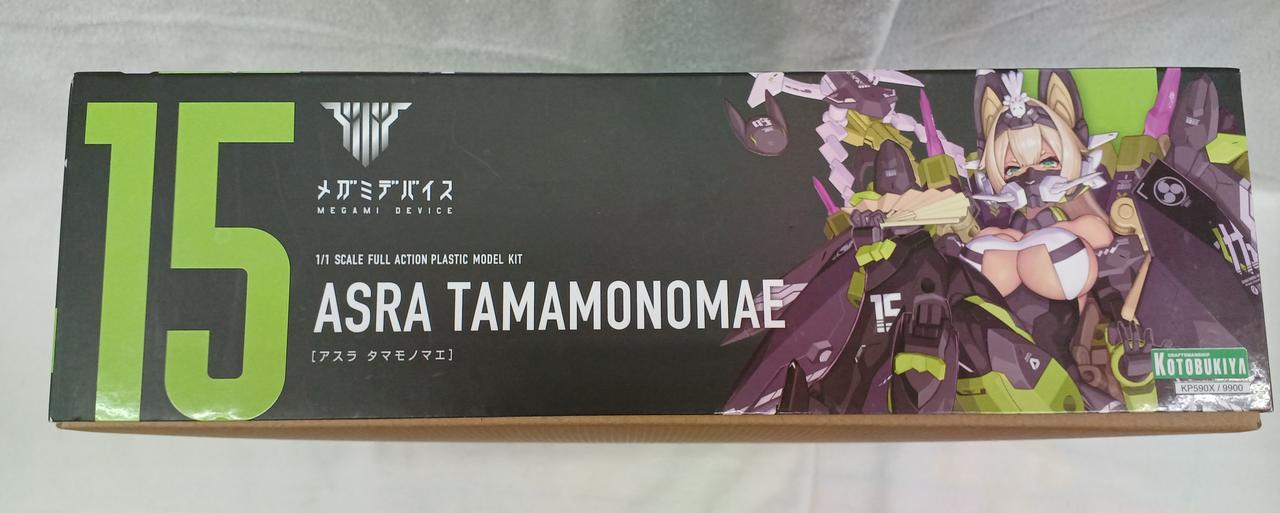 15
メガミデバイス
MEGAMI DEVICE
1/1 SCALE FULL ACTION PLASTIC MODEL KIT
ASRA TAMAMONOMAE
[アスラ タマモノマエ]
15
CRAFTSMANSHIP
KOTOBUKIYA
KP590X / 9900